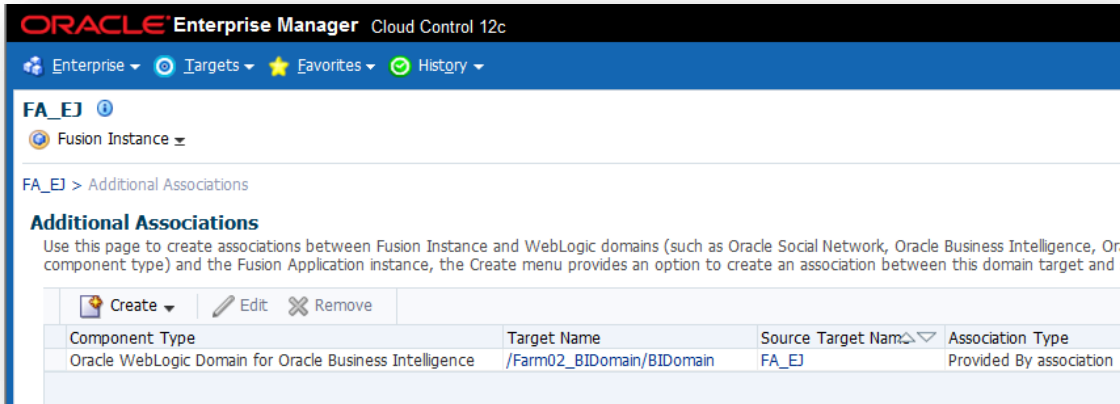 ORACLE Enterprise Manager Cloud Control 12c
Enterprise Targets Favorites History
FA_EJ
Fusion Instance
FA_EJ > Additional Associations
Additional Associations
Use this page to create associations between Fusion Instance and WebLogic domains (such as Oracle Social Network, Oracle Business Intelligence,
component type) and the Fusion Application instance, the Create menu provides an option to create an association between this domain target and
Create Edit Remove
Component Type Target Name Source Target Association Type
Oracle WebLogic Domain for Oracle Business Intelligence /Farm02_BIDomain/BIDomain FA_EJ Provided By association